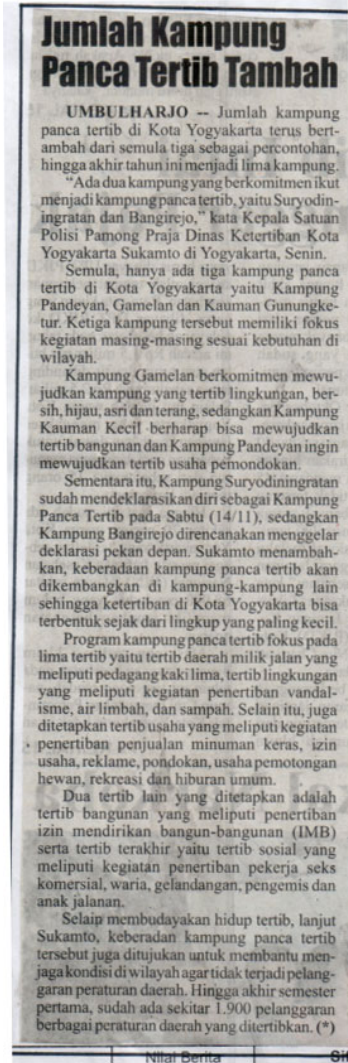 Jumlah Kampung
Panca Tertib Tambah
UMBULHARJO -- Jumlah kampung
panca tertib di Kota Yogyakarta terus bert-
ambah dari semula tiga sebagai percontohan,
hingga akhir tahun ini menjadi lima kampung.
“Ada dua kampung yang berkomitmen ikut
menjadi kampung panca tertib, yaitu Suryodin-
ingratan dan Bangirejo,” kata Kepala Satuan
Polisi Pamong Praja Dinas Ketertiban Kota
Yogyakarta Sukamto di Yogyakarta, Senin.
Semula, hanya ada tiga kampung panca
tertib di Kota Yogyakarta yaitu Kampung
Pandeyan, Gamelan dan Kauman Gunungke-
tur. Ketiga kampung tersebut memiliki fokus
kegiatan masing-masing sesuai kebutuhan di
wilayah.
Kampung Gamelan berkomitmen mewu-
judkan kampung yang tertib lingkungan, ber-
sih, hijau, asri dan terang, sedangkan Kampung
Kauman Kecil berharap bisa mewujudkan
tertib bangunan dan Kampung Pandeyan ingin
mewujudkan tertib usaha pemondokan.
Sementara itu, Kampung Suryodiningratan
sudah mendeklarasikan diri sebagai Kampung
Panca Tertib pada Sabtu (14/11), sedangkan
Kampung Bangirejo direncanakan menggelar
deklarasi pekan depan. Sukamto menambah-
kan, keberadaan kampung panca tertib akan
dikembangkan di kampung-kampung lain
sehingga ketertiban di Kota Yogyakarta bisa
terbentuk sejak dari lingkup yang paling kecil.
Program kampung panca tertib fokus pada
lima tertib yaitu tertib daerah milik jalan yang
meliputi pedagang kaki lima, tertib lingkungan
yang meliputi kegiatan penertiban vandal-
isme, air limbah, dan sampah. Selain itu, juga
ditetapkan tertib usaha yang meliputi kegiatan
penertiban penjualan minuman keras, izin
usaha, reklame, pondokan, usaha pemotongan
hewan, rekreasi dan hiburan umum.
Dua tertib lain yang ditetapkan adalah
tertib bangunan yang meliputi penertiban
izin mendirikan bangun-bangunan (IMB)
serta tertib terakhir yaitu tertib sosial yang
meliputi kegiatan penertiban pekerja seks
komersial, waria, gelandangan, pengemis dan
anak jalanan.
Selain membudayakan hidup tertib, lanjut
Sukamto, keberadan kampung panca tertib
tersebut juga ditujukan untuk membantu men-
jaga kondisi di wilayah agar tidak terjadi pelang-
garan peraturan daerah. Hingga akhir semester
pertama, sudah ada sekitar 1.900 pelanggaran
berbagai peraturan daerah yang ditertibkan. (*)
Nilai Berita